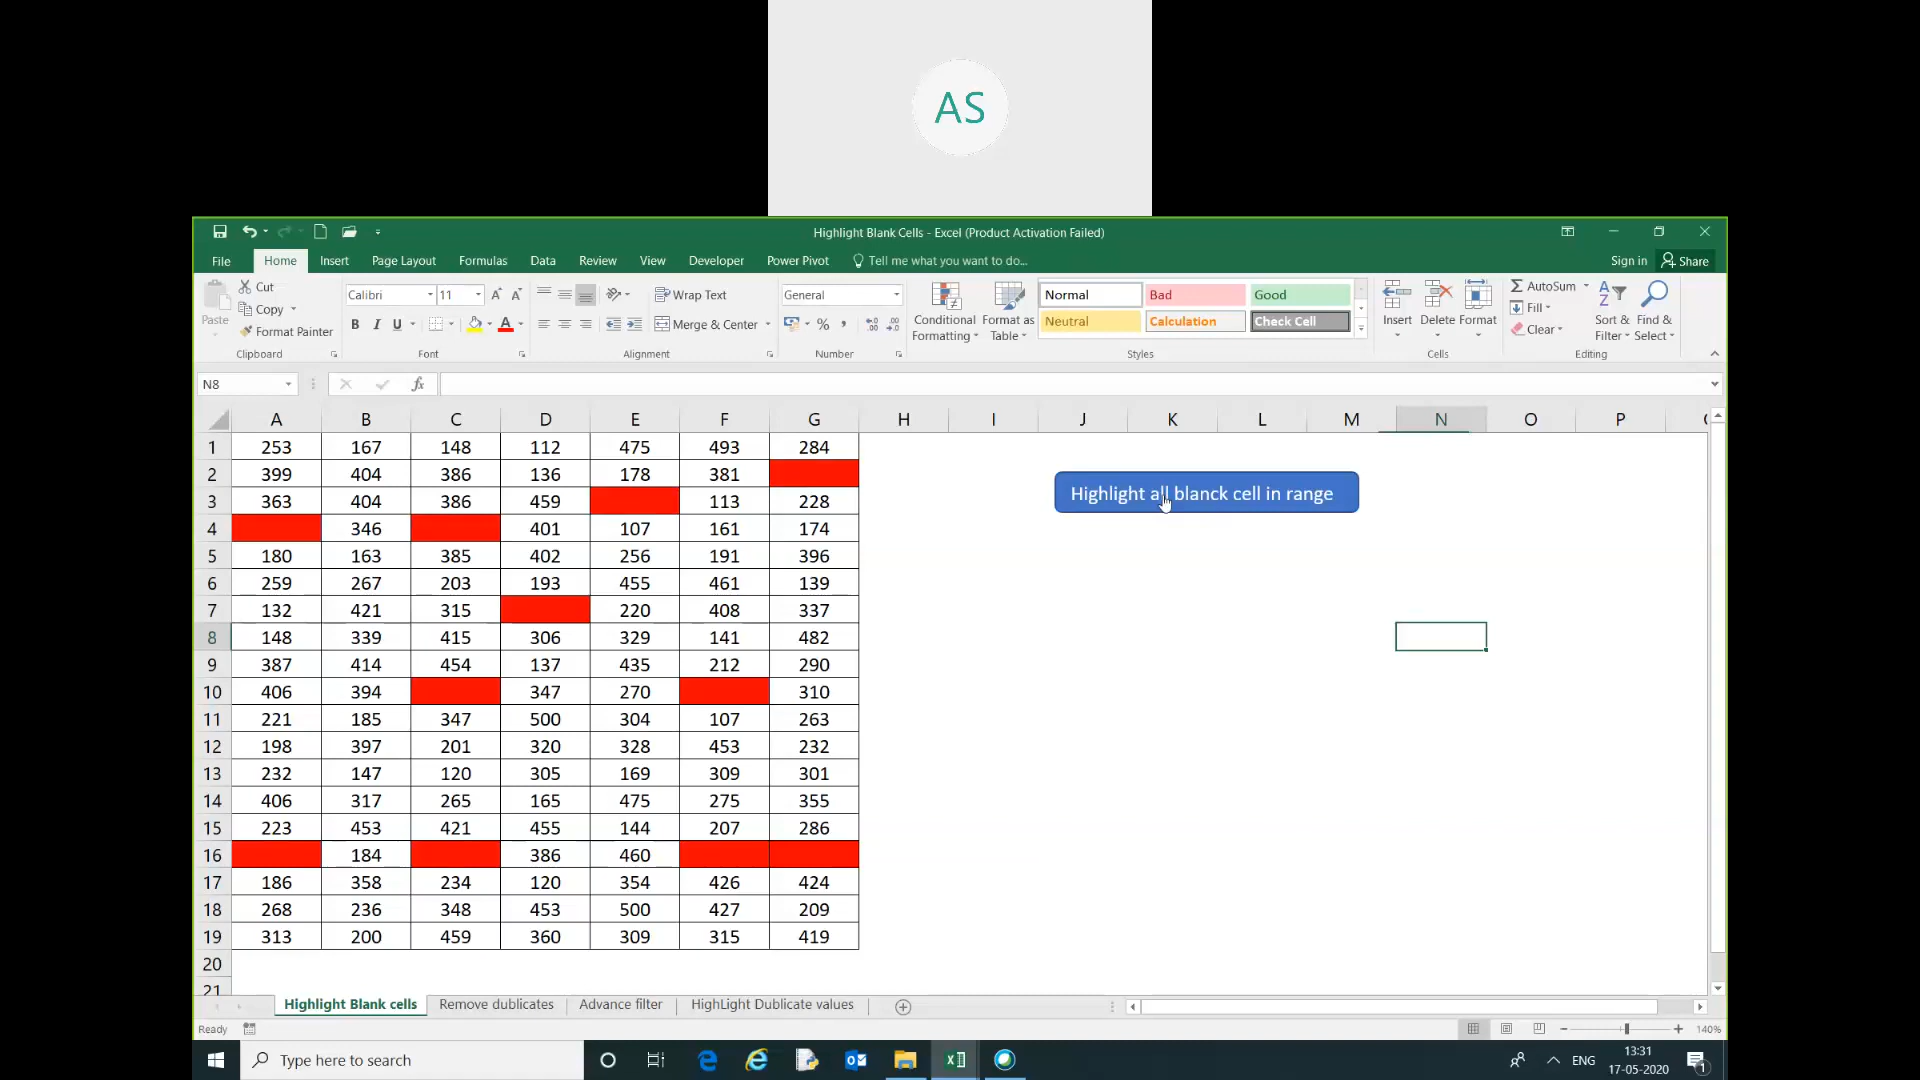 AS
Highlight Blank Cells - Excel (Product Activation Failed)
File Home Insert Page Layout Formulas Data Review View Developer Power Pivot Tell me what you want to do... Sign in Share
Paste Cut Copy Format Painter Clipboard
Calibri 11 B I U A Font
Wrap Text Merge & Center Alignment
General % Number
Conditional Formatting Format as Table
Normal Bad Good
Neutral Calculation Check Cell
Styles
Insert Delete Format Cells
AutoSum Fill Clear Sort & Filter Find & Select Editing
N8 fx
A B C D E F G H I J K L M N O P
1 253 167 148 112 475 493 284
2 399 404 386 136 178 381
3 363 404 386 459 113 228
4 346 401 107 161 174
5 180 163 385 402 256 191 396
6 259 267 203 193 455 461 139
7 132 421 315 220 408 337
8 148 339 415 306 329 141 482
9 387 414 454 137 435 212 290
10 406 394 347 270 310
11 221 185 347 500 304 107 263
12 198 397 201 320 328 453 232
13 232 147 120 305 169 309 301
14 406 317 265 165 475 275 355
15 223 453 421 455 144 207 286
16 184 386 460
17 186 358 234 120 354 426 424
18 268 236 348 453 500 427 209
19 313 200 459 360 309 315 419
20
21
Highlight all blanck cell in range
Highlight Blank cells Remove dublicates Advance filter HighLight Dublicate values
Ready 140%
Type here to search ENG 13:31
17-05-2020
1